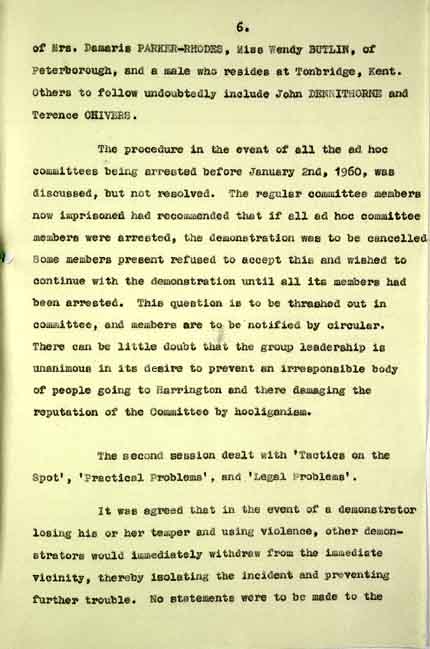 6.
of Mrs. Damaris PARKER-RHODES, Miss Wendy BUTLIN, of
Peterborough, and a male who resides at Tonbridge, Kent.
Others to follow undoubtedly include John DENNITHORNE and
Terence CHIVERS.
The procedure in the event of all the ad hoc
committees being arrested before January 2nd, 1960, was
discussed, but not resolved. The regular committee members
now imprisoned had recommended that if all ad hoc committee
members were arrested, the demonstration was to be cancelled
Some members present refused to accept this and wished to
continue with the demonstration until all its members had
been arrested. This question is to be thrashed out in
committee, and members are to be notified by circular.
There can be little doubt that the group leadership is
unanimous in its desire to prevent an irresponsible body
of people going to Harrington and there damaging the
reputation of the Committee by hooliganism.
The second session dealt with 'Tactics on the
Spot', 'Practical Problems', and 'Legal Problems'.
It was agreed that in the event of a demonstrator
losing his or her temper and using violence, other demon-
strators would immediately withdraw from the immediate
vicinity, thereby isolating the incident and preventing
further trouble. No statements were to be made to the